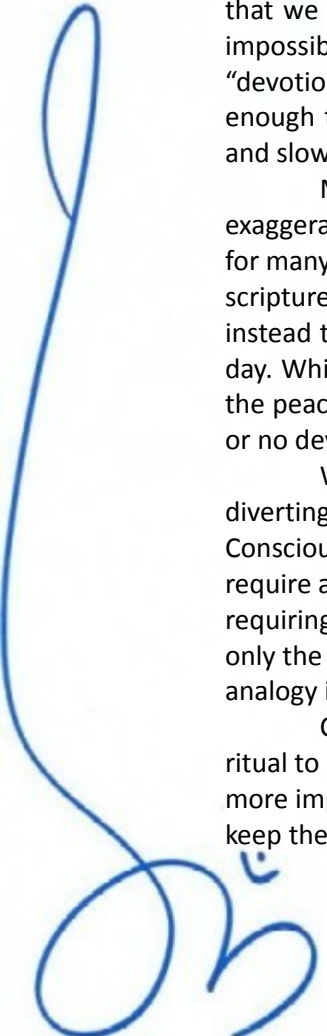 that we
impossib
“devotio
enough t
and slow
N
exaggera
for many
scripture
instead t
day. Whi
the peac
or no dev
V
diverting
Consciou
require a
requiring
only the
analogy i
C
ritual to
more imp
keep the